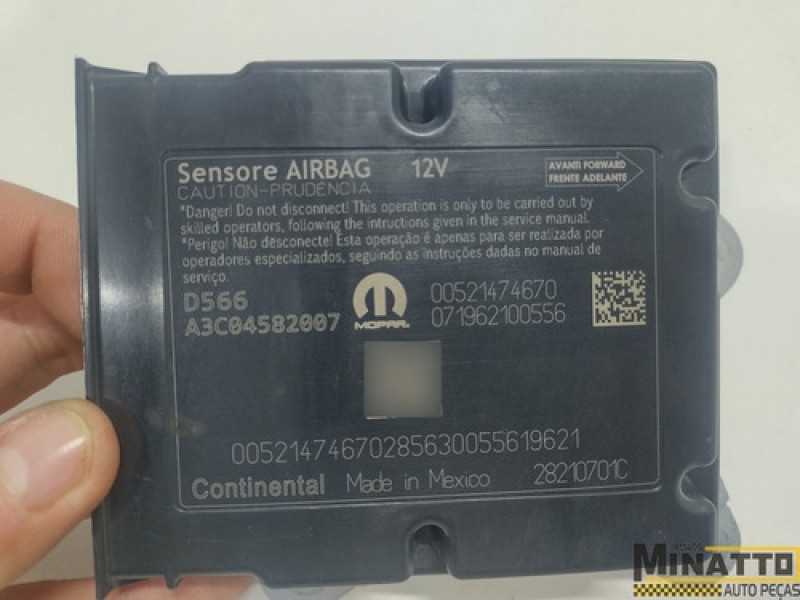 Sensore AIRBAG 12V
AVANTI FORWARD
FRENTE ADELANTE
CAUTION-PRUDENCIA
*Danger! Do not disconnect! This operation is only to be carried out by
skilled operators, following the intructions given in the service manual.
*Perigo! Não desconecte! Esta operação é apenas para ser realizada por
operadores especializados, seguindo as instruções dadas no manual de
serviço.
D566
A3C04582007
MOPAR
00521474670
071962100556
00521474670285630055619621
Continental Made in Mexico 28210701C
MINATTO
AUTO PEÇAS